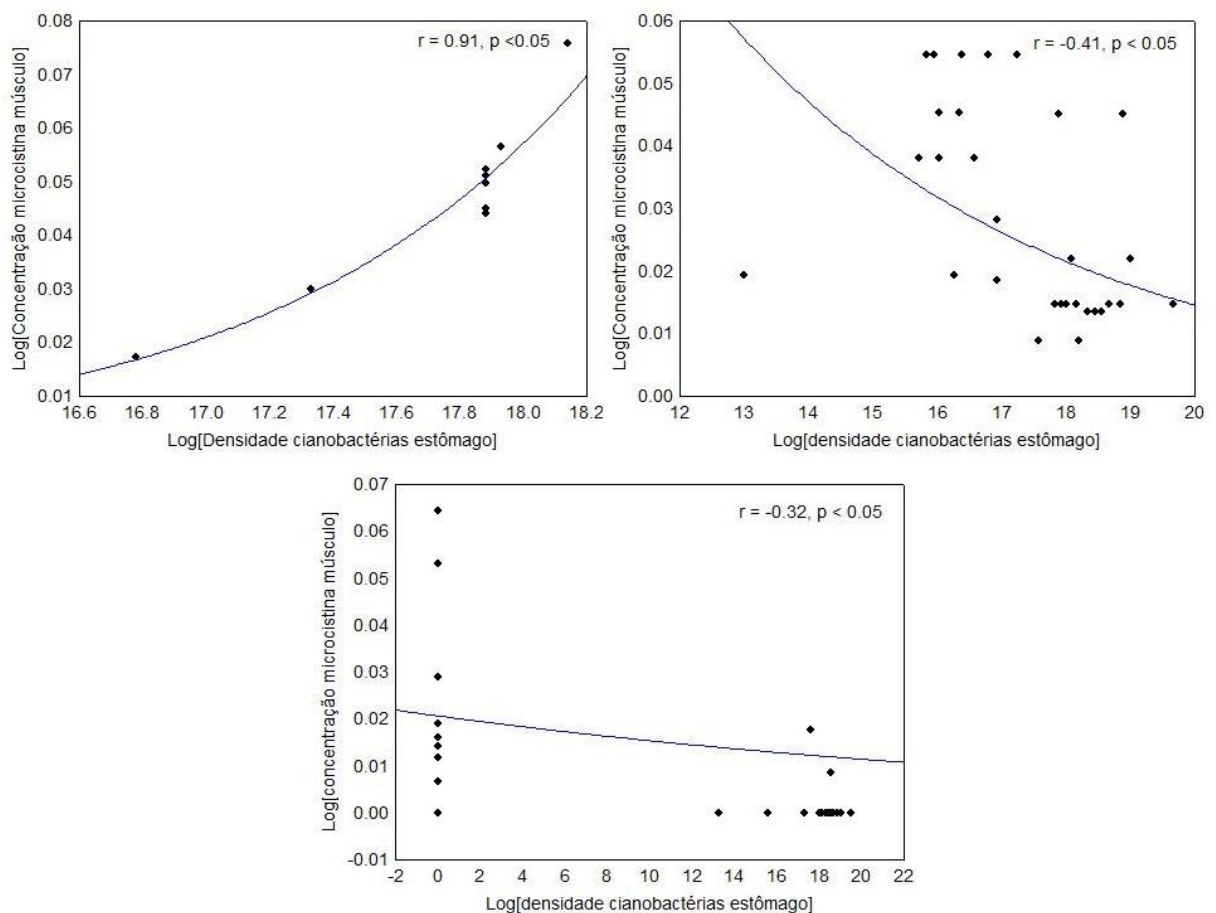 r = 0.91, p <0.05
Log[Concentração microcistina músculo]
0.08
0.07
0.06
0.05
0.04
0.03
0.02
0.01
16.6 16.8 17.0 17.2 17.4 17.6 17.8 18.0 18.2
Log[Densidade cianobactérias estômago]
r = -0.41, p < 0.05
Log[Concentração microcistina músculo]
0.06
0.05
0.04
0.03
0.02
0.01
0.00
12 13 14 15 16 17 18 19 20
Log[densidade cianobactérias estômago]
r = -0.32, p < 0.05
Log[concentração microcistina músculo]
0.07
0.06
0.05
0.04
0.03
0.02
0.01
0.00
-0.01
-2 0 2 4 6 8 10 12 14 16 18 20 22
Log[densidade cianobactérias estômago]